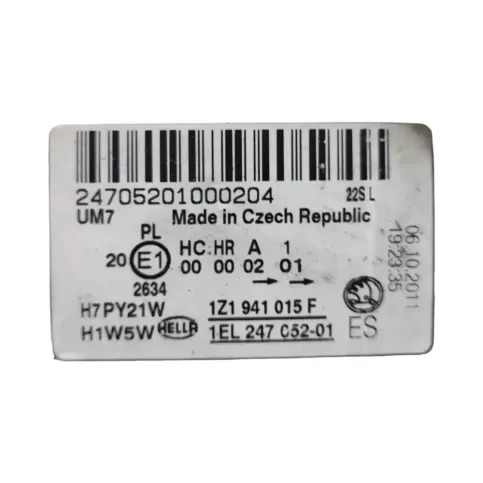 24705201000204
22S L
UM7
Made in Czech Republic
PL
20 E1
HC HR A 1
00 00 02 01
2634
H7PY21W
1Z1 941 015 F
H1W5W HELLA
1EL 247 052-01
ES
06.10.2011
19:23:35